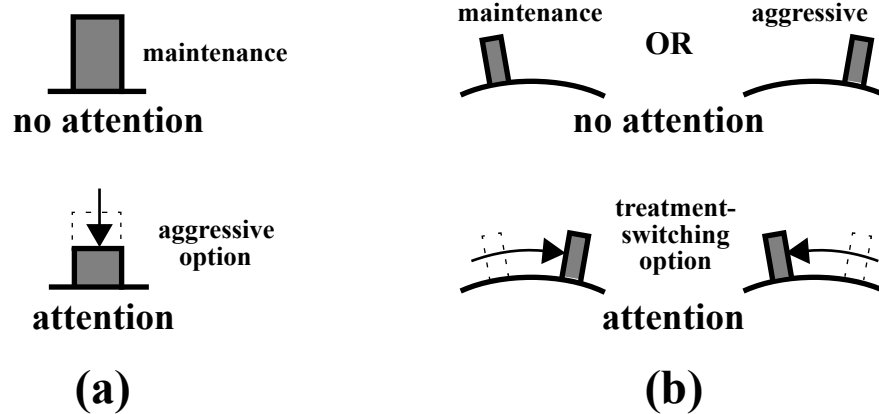 maintenance
no attention
aggressive
option
attention
(a)
maintenance
OR
aggressive
no attention
treatment-
switching
option
attention
(b)